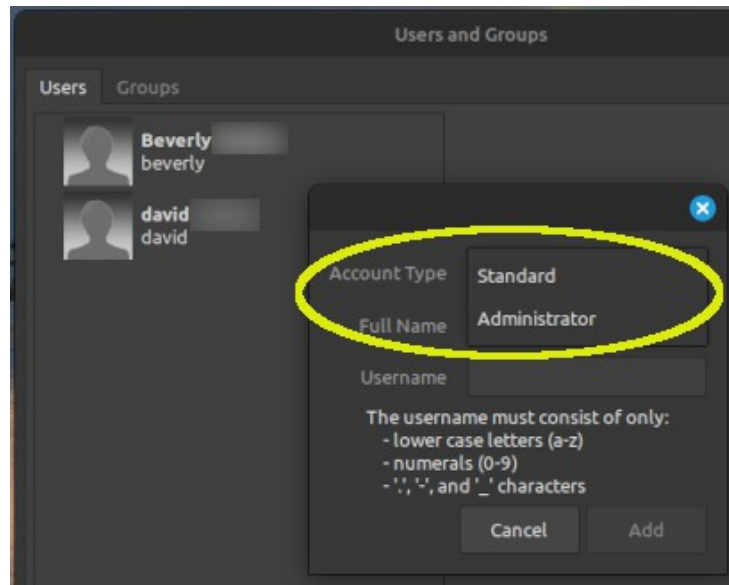 Users and Groups
Users Groups
Beverly
beverly
david
david
Account Type Standard
Administrator
Full Name
Username
The username must consist of only:
- lower case letters (a-z)
- numerals (0-9)
- '.', '-', and '_' characters
Cancel Add